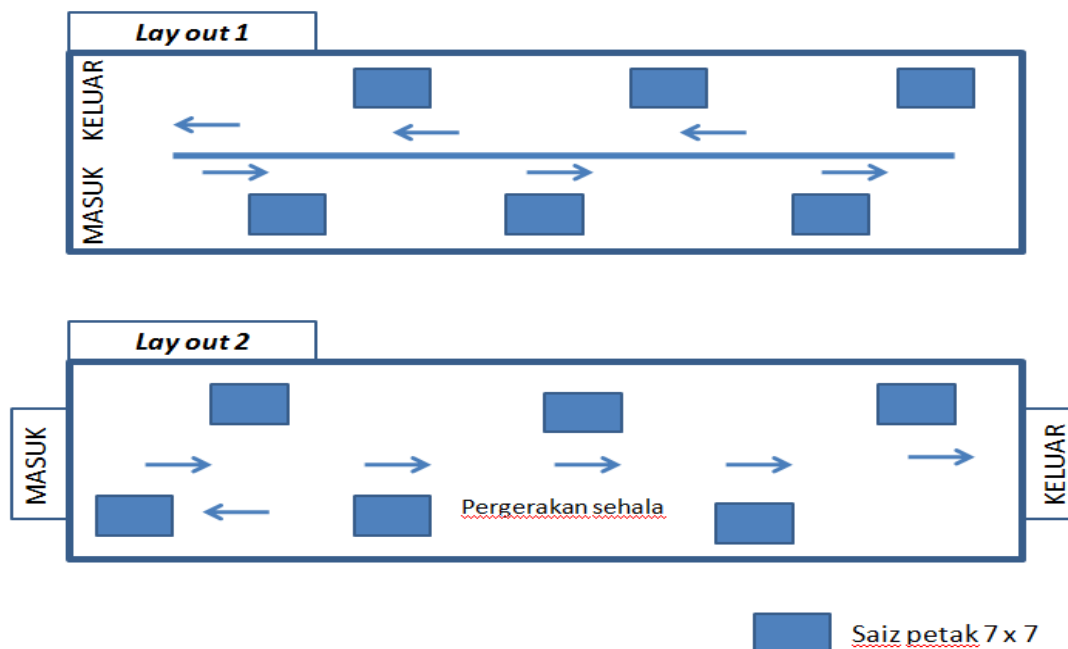 Lay out 1
KELUAR
MASUK
Lay out 2
MASUK
Pergerakan sehala
KELUAR
Saiz petak 7 x 7